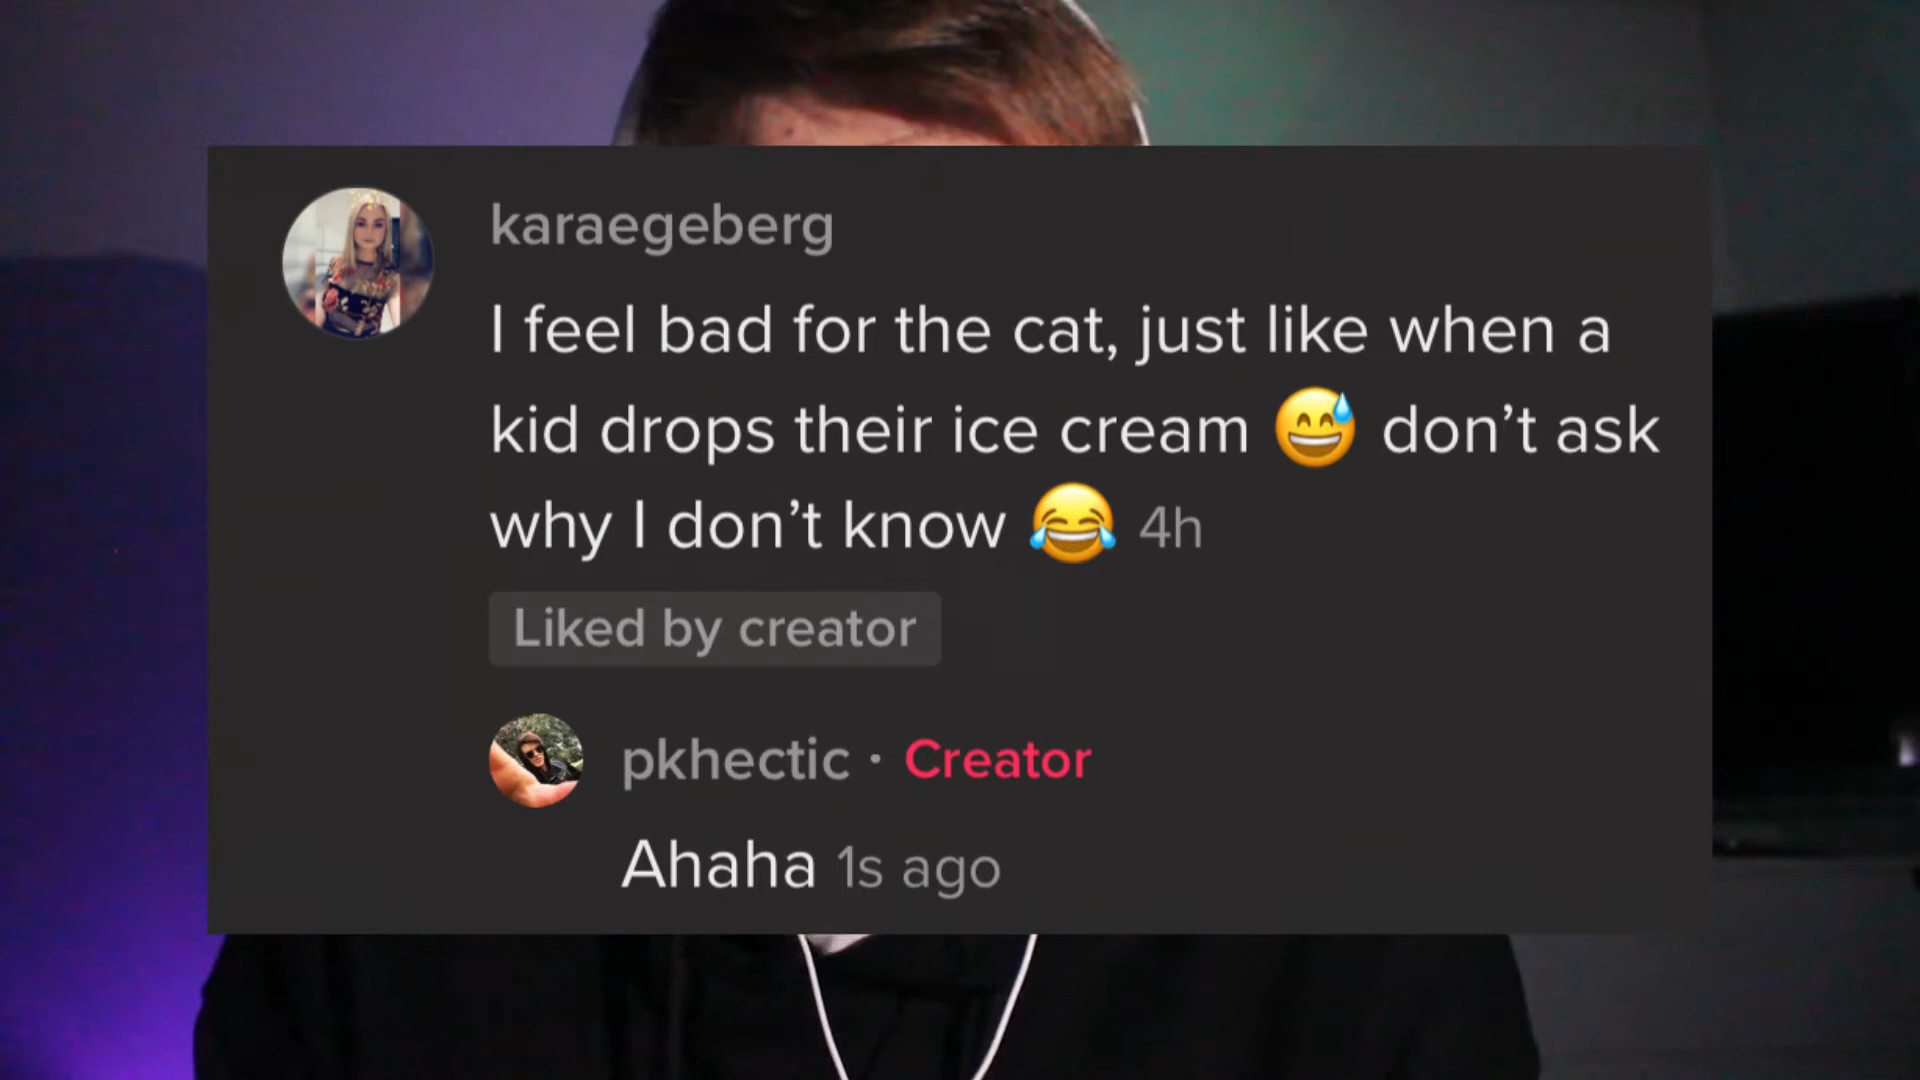 karaegeberg
I feel bad for the cat, just like when a
kid drops their ice cream 😅 don’t ask
why I don’t know 😂 4h
Liked by creator
pkhectic · Creator
Ahaha 1s ago